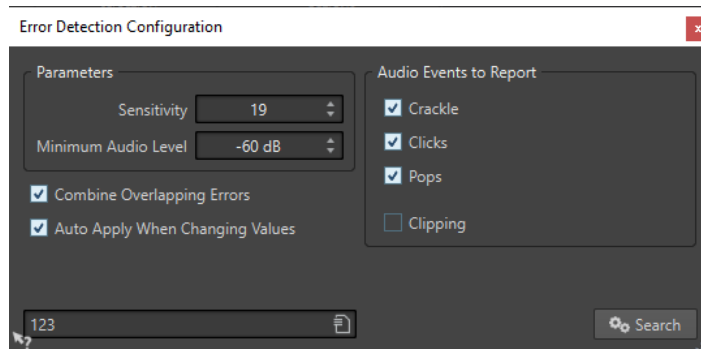 Error Detection Configuration
x
Parameters
Sensitivity 19
Minimum Audio Level -60 dB
Combine Overlapping Errors
Auto Apply When Changing Values
Audio Events to Report
Crackle
Clicks
Pops
Clipping
123
?
Search